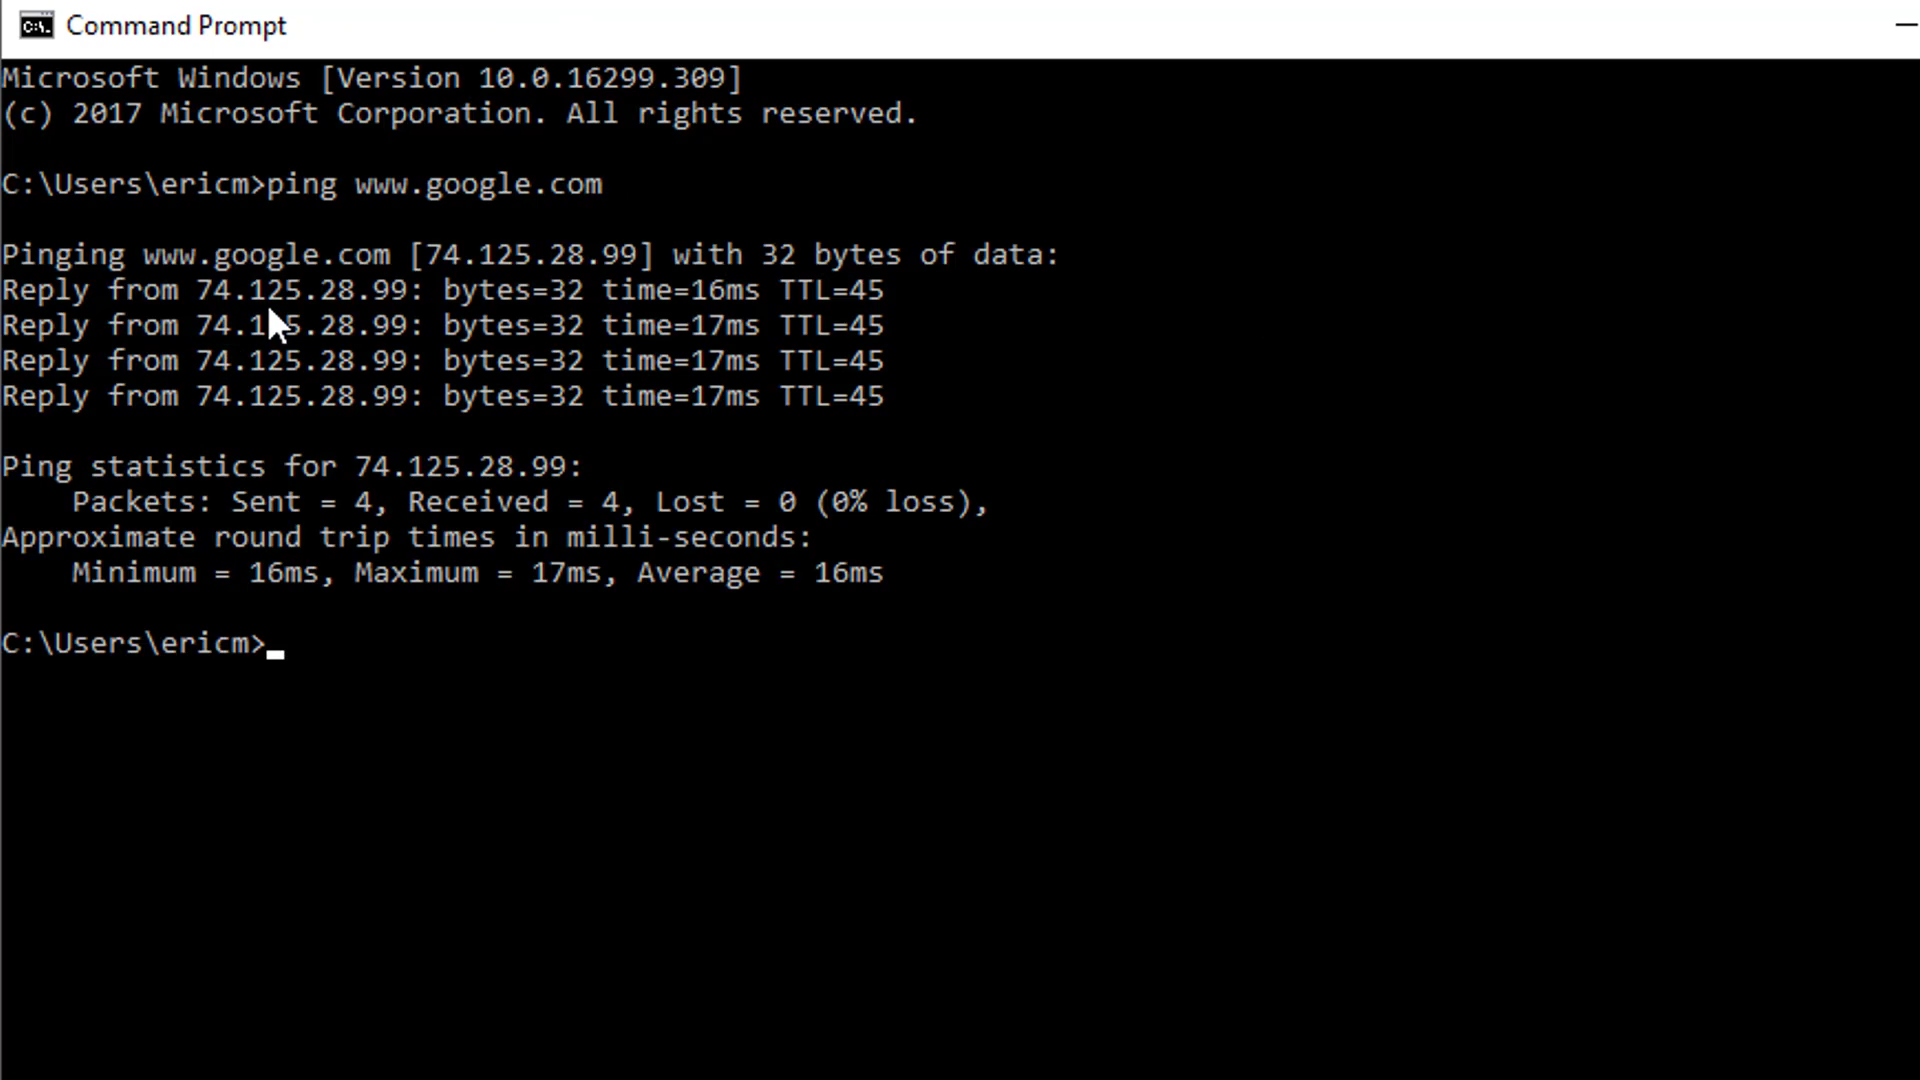 Command Prompt
Microsoft Windows [Version 10.0.16299.309]
(c) 2017 Microsoft Corporation. All rights reserved.
C:\Users\ericm>ping www.google.com
Pinging www.google.com [74.125.28.99] with 32 bytes of data:
Reply from 74.125.28.99: bytes=32 time=16ms TTL=45
Reply from 74.125.28.99: bytes=32 time=17ms TTL=45
Reply from 74.125.28.99: bytes=32 time=17ms TTL=45
Reply from 74.125.28.99: bytes=32 time=17ms TTL=45
Ping statistics for 74.125.28.99:
    Packets: Sent = 4, Received = 4, Lost = 0 (0% loss),
Approximate round trip times in milli-seconds:
    Minimum = 16ms, Maximum = 17ms, Average = 16ms
C:\Users\ericm>